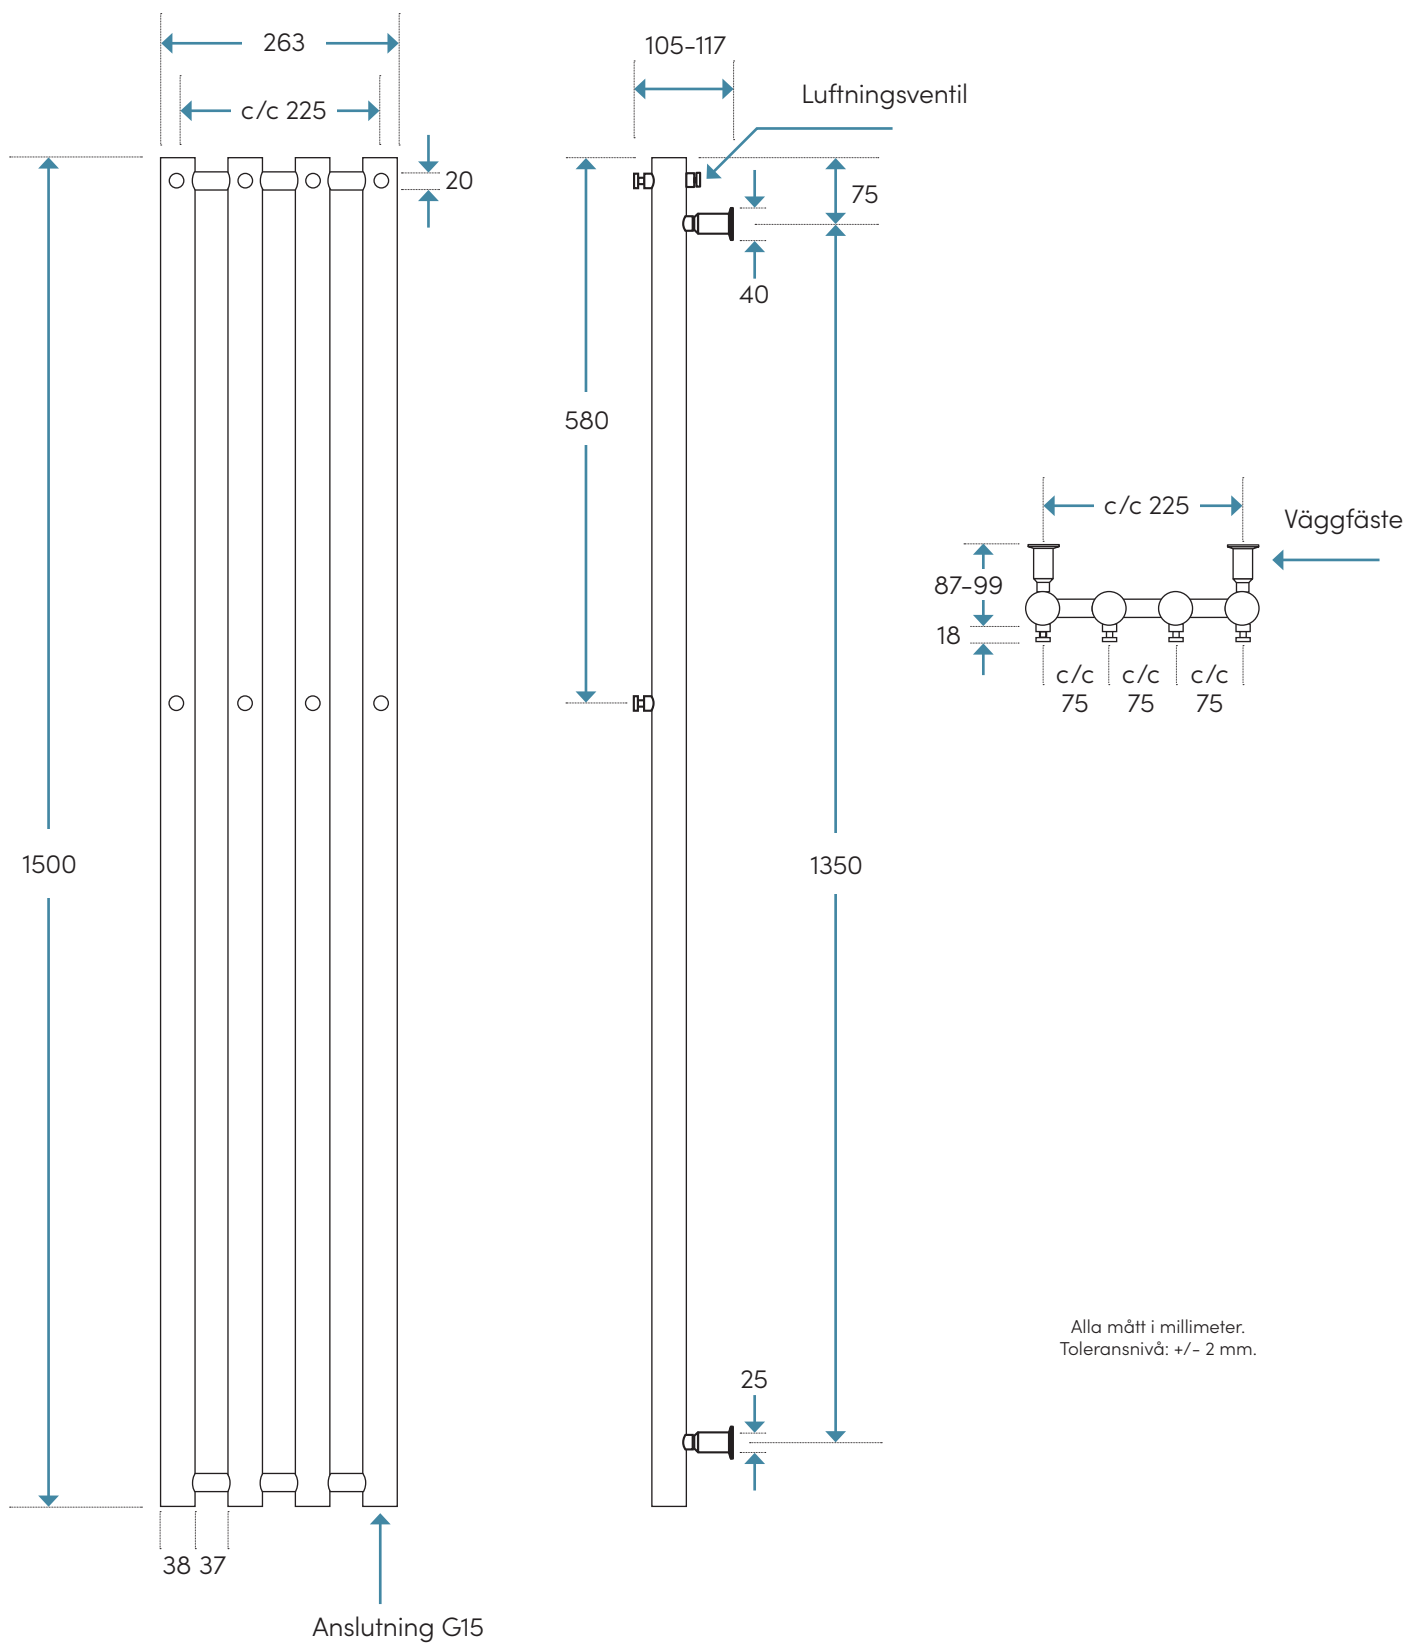 263
c/c 225
20
1500
38 37
Anslutning G15
105-117
Luftningsventil
75
40
580
1350
25
c/c 225
Väggfäste
87-99
18
c/c c/c c/c
75 75 75
Alla mått i millimeter.
Toleransnivå: +/- 2 mm.